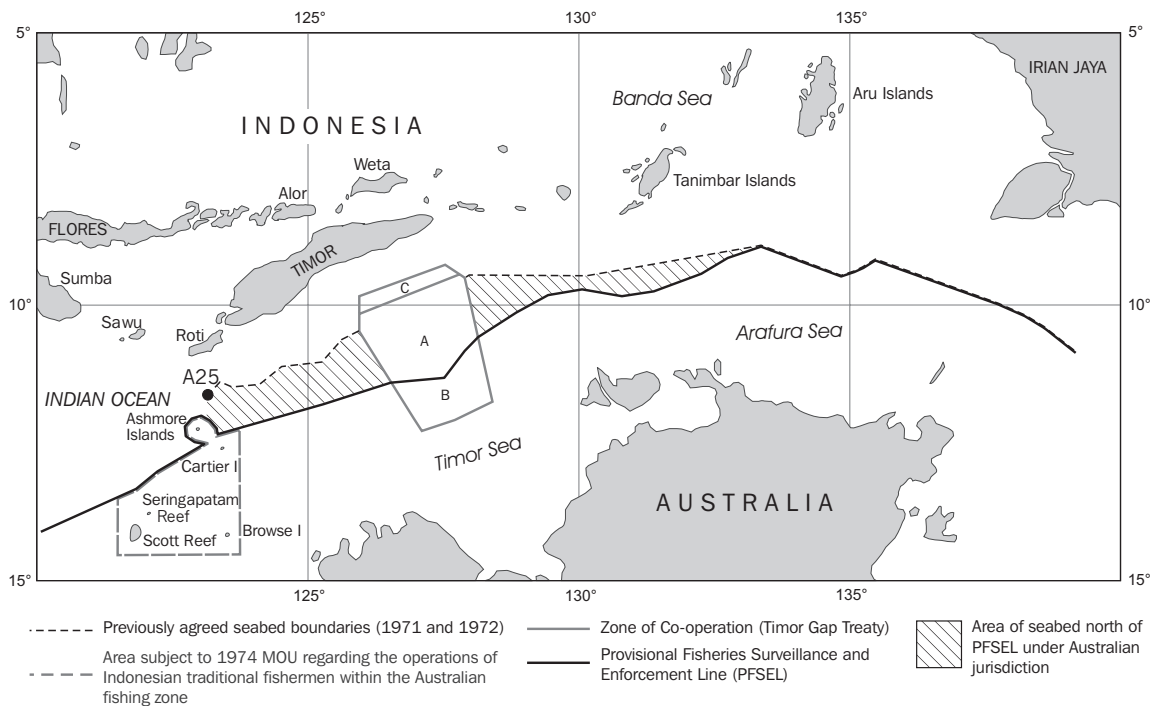 125°
130°
135°
5°
5°
IRIAN JAYA
Banda Sea
Aru Islands
INDONESIA
Weta
Tanimbar Islands
Alor
FLORES
TIMOR
Sumba
C
10°
10°
Sawu
Roti
A
Arafura Sea
A25
INDIAN OCEAN
B
Ashmore
Islands
Timor Sea
Cartier I
Seringapatam
Reef
AUSTRALIA
Scott Reef
Browse I
15°
15°
125°
130°
135°
Previously agreed seabed boundaries (1971 and 1972)
Area subject to 1974 MOU regarding the operations of
Indonesian traditional fishermen within the Australian
fishing zone
Zone of Co-operation (Timor Gap Treaty)
Provisional Fisheries Surveillance and
Enforcement Line (PFSEL)
Area of seabed north of
PFSEL under Australian
jurisdiction